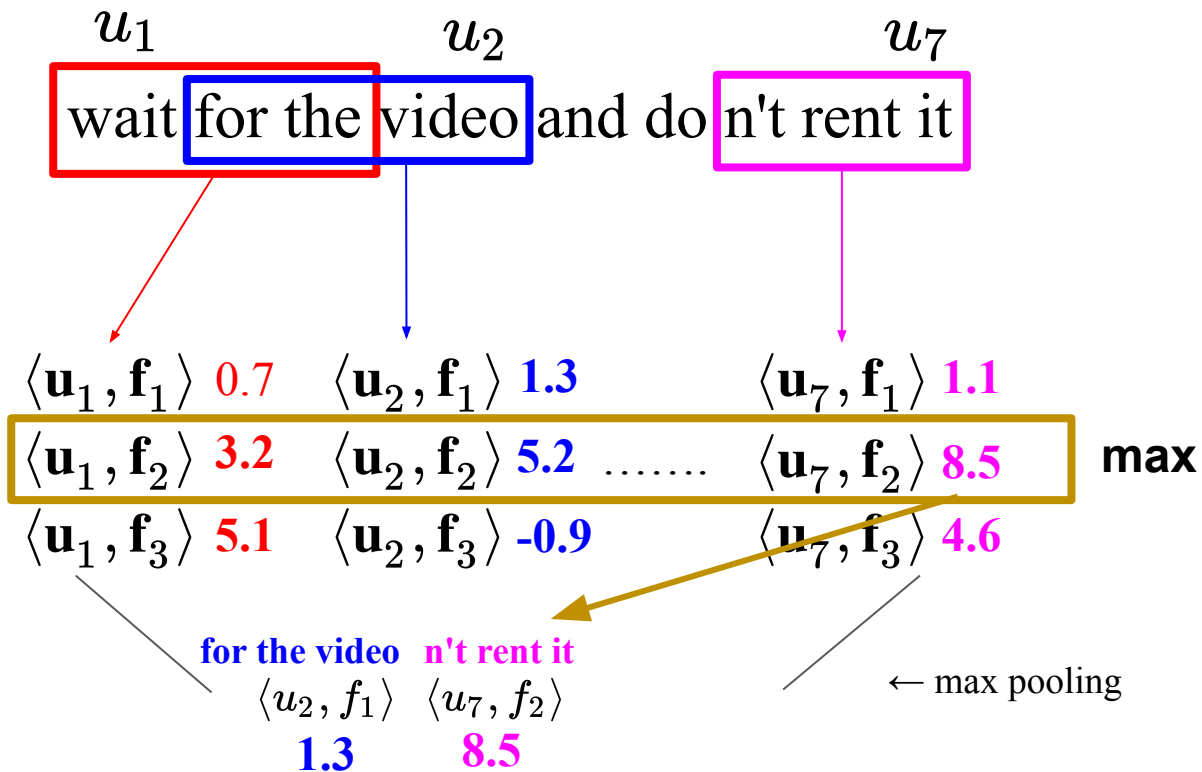 u₁ u₂ u₇
wait for the video and do n't rent it
⟨u₁, f₁⟩ 0.7 ⟨u₂, f₁⟩ 1.3 ⟨u₇, f₁⟩ 1.1
⟨u₁, f₂⟩ 3.2 ⟨u₂, f₂⟩ 5.2 ....... ⟨u₇, f₂⟩ 8.5 max
⟨u₁, f₃⟩ 5.1 ⟨u₂, f₃⟩ -0.9 ⟨u₇, f₃⟩ 4.6
for the video n't rent it
⟨u₂, f₁⟩ ⟨u₇, f₂⟩ ← max pooling
1.3 8.5